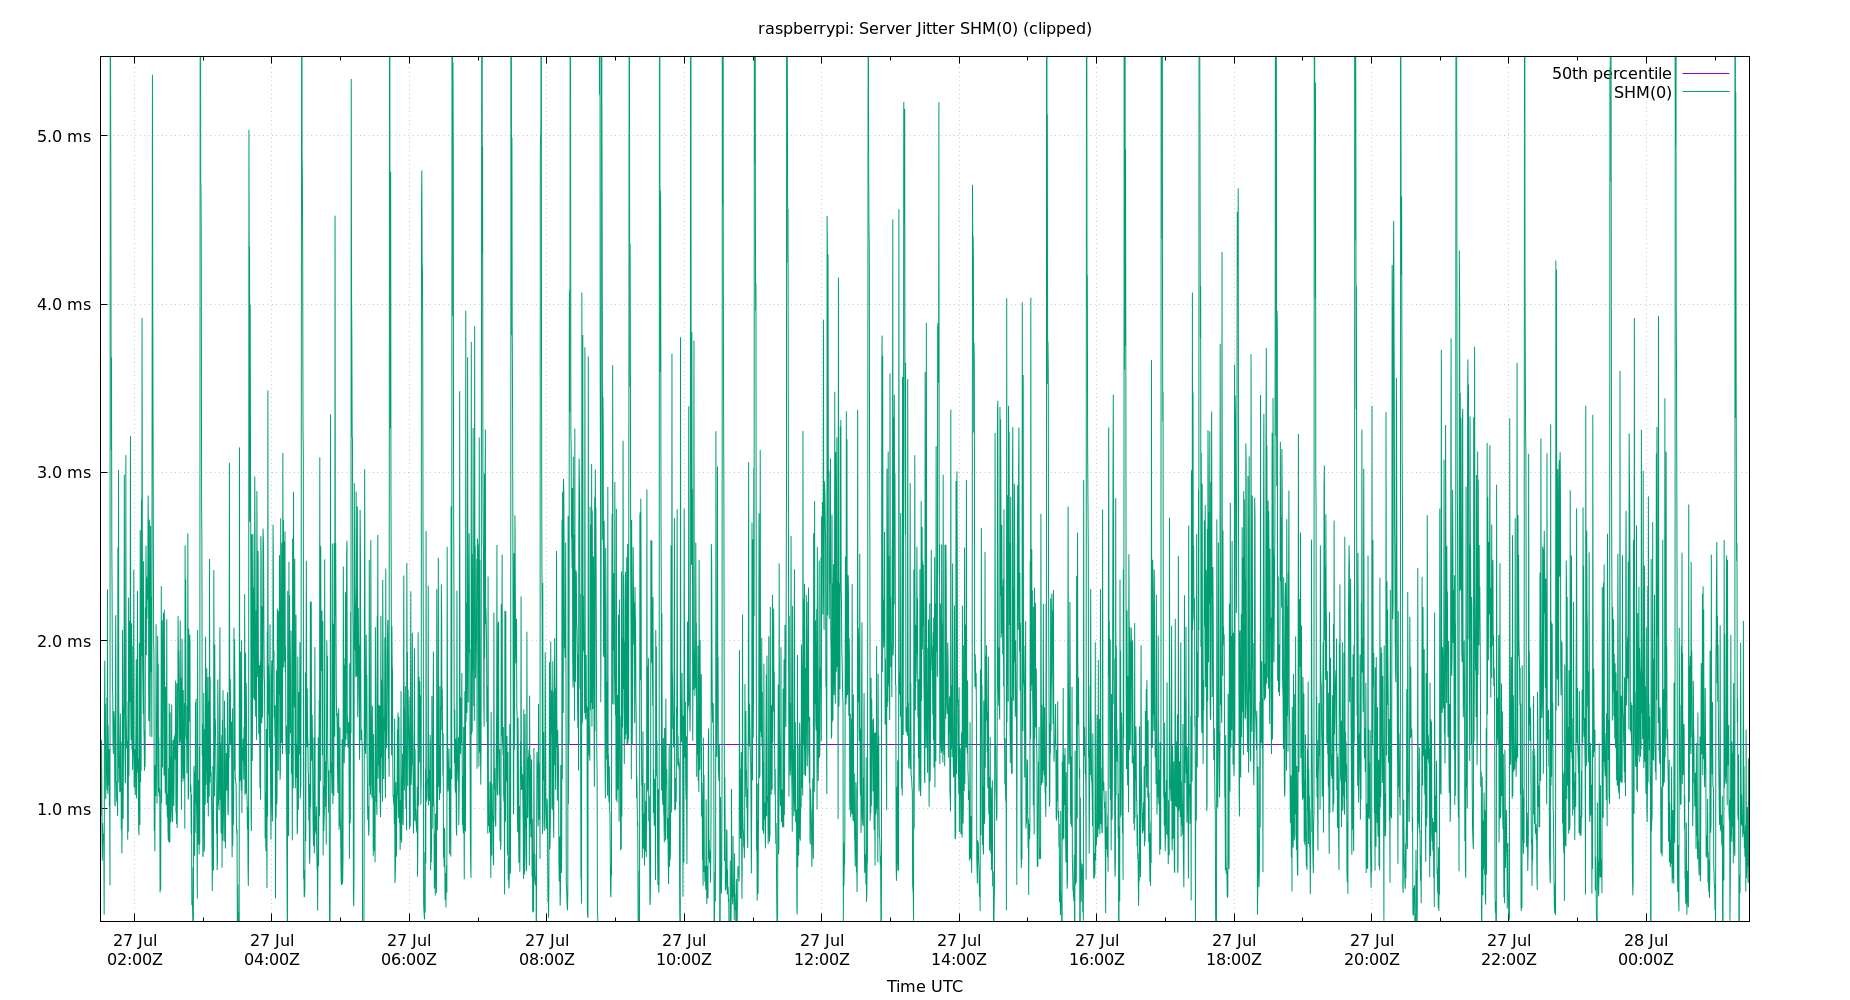 raspberrypi: Server Jitter SHM(0) (clipped)
50th percentile
SHM(0)
5.0 ms
4.0 ms
3.0 ms
2.0 ms
1.0 ms
27 Jul 27 Jul 27 Jul 27 Jul 27 Jul 27 Jul 27 Jul 27 Jul 27 Jul 27 Jul 27 Jul 28 Jul
02:00Z 04:00Z 06:00Z 08:00Z 10:00Z 12:00Z 14:00Z 16:00Z 18:00Z 20:00Z 22:00Z 00:00Z
Time UTC